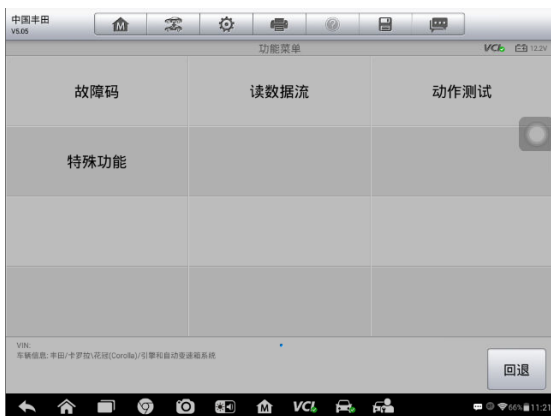 中国丰田
V5.05
M
?
功能菜单
VCI 12.2V
故障码 读数据流 动作测试
特殊功能
VIN:
车辆信息: 丰田/卡罗拉\花冠(Corolla)/引擎和自动变速箱系统
回退
M VCI 66% 11:21